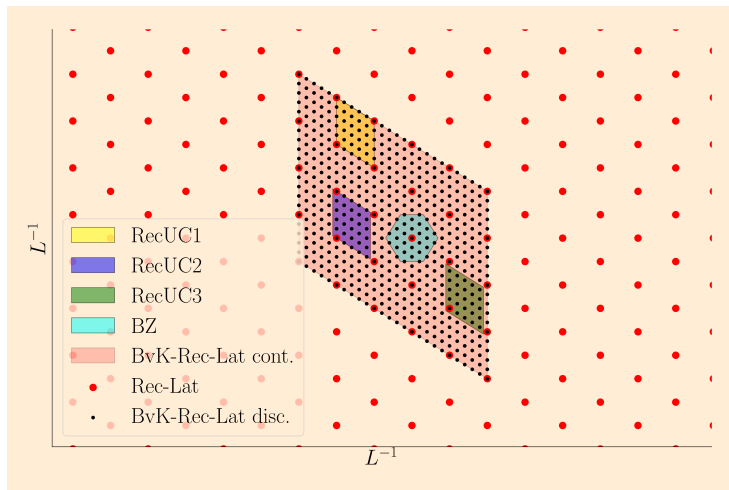 L⁻¹
RecUC1
RecUC2
RecUC3
BZ
BvK-Rec-Lat cont.
Rec-Lat
BvK-Rec-Lat disc.
L⁻¹